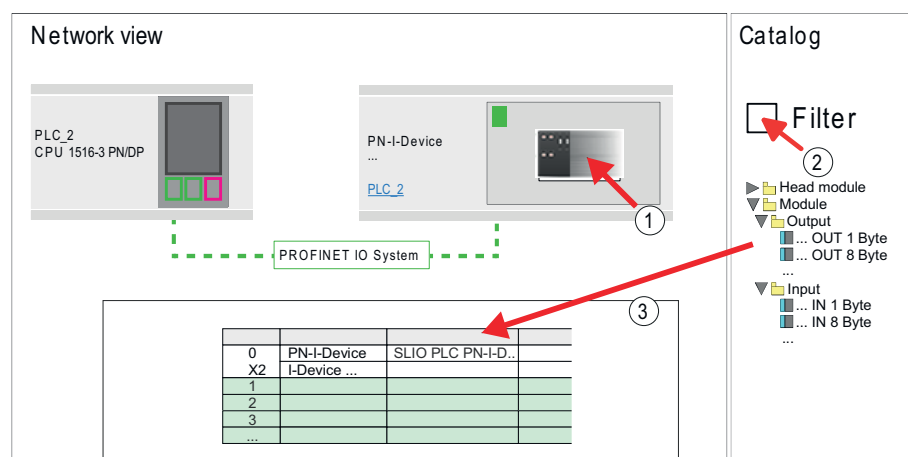 Network view
PLC_2
CPU 1516-3 PN/DP
PN-I-Device
...
PLC_2
1
PROFINET IO System
3
0 PN-I-Device SLIO PLC PN-I-D..
X2 I-Device ...
1
2
3
...
Catalog
Filter
2
Head module
Module
Output
... OUT 1 Byte
... OUT 8 Byte
...
Input
... IN 1 Byte
... IN 8 Byte
...